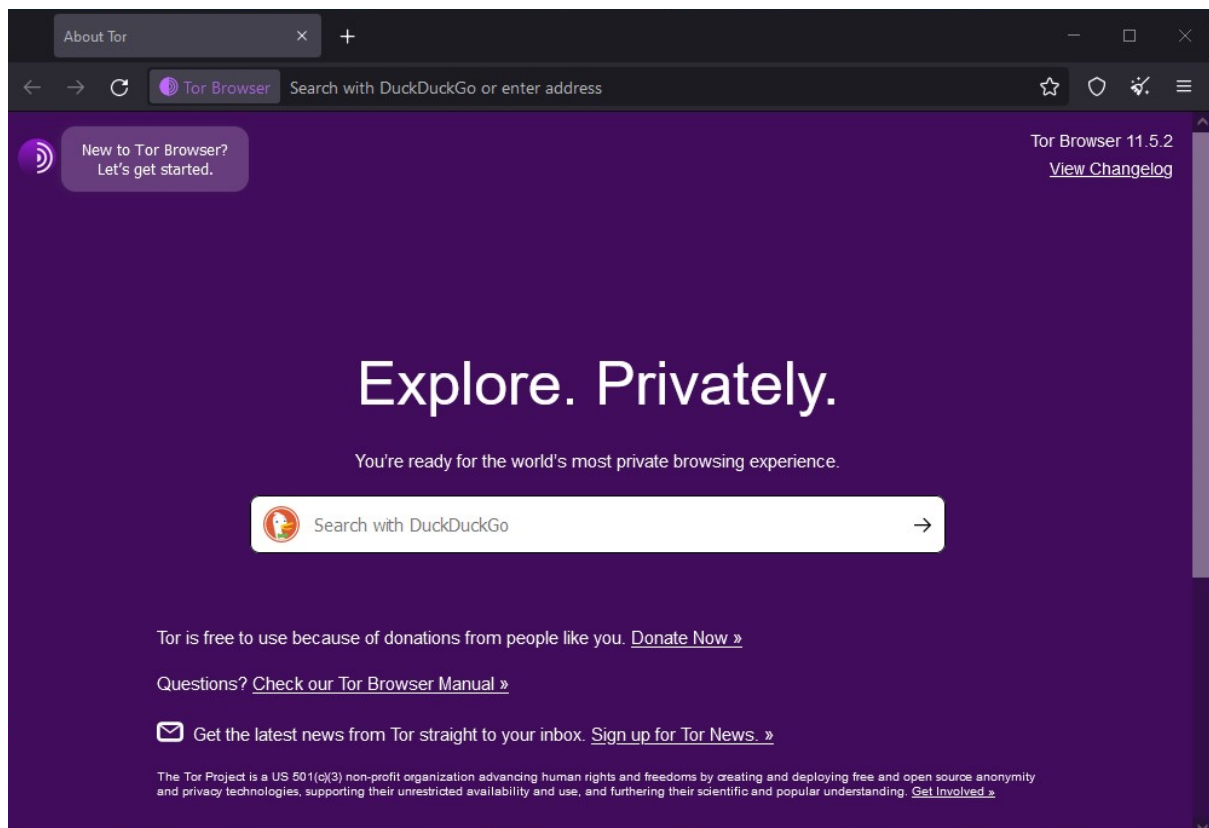 About Tor
Tor Browser Search with DuckDuckGo or enter address
New to Tor Browser?
Let's get started.
Tor Browser 11.5.2
View Changelog
Explore. Privately.
You're ready for the world's most private browsing experience.
Search with DuckDuckGo
Tor is free to use because of donations from people like you. Donate Now »
Questions? Check our Tor Browser Manual »
Get the latest news from Tor straight to your inbox. Sign up for Tor News. »
The Tor Project is a US 501(c)(3) non-profit organization advancing human rights and freedoms by creating and deploying free and open source anonymity
and privacy technologies, supporting their unrestricted availability and use, and furthering their scientific and popular understanding. Get Involved »